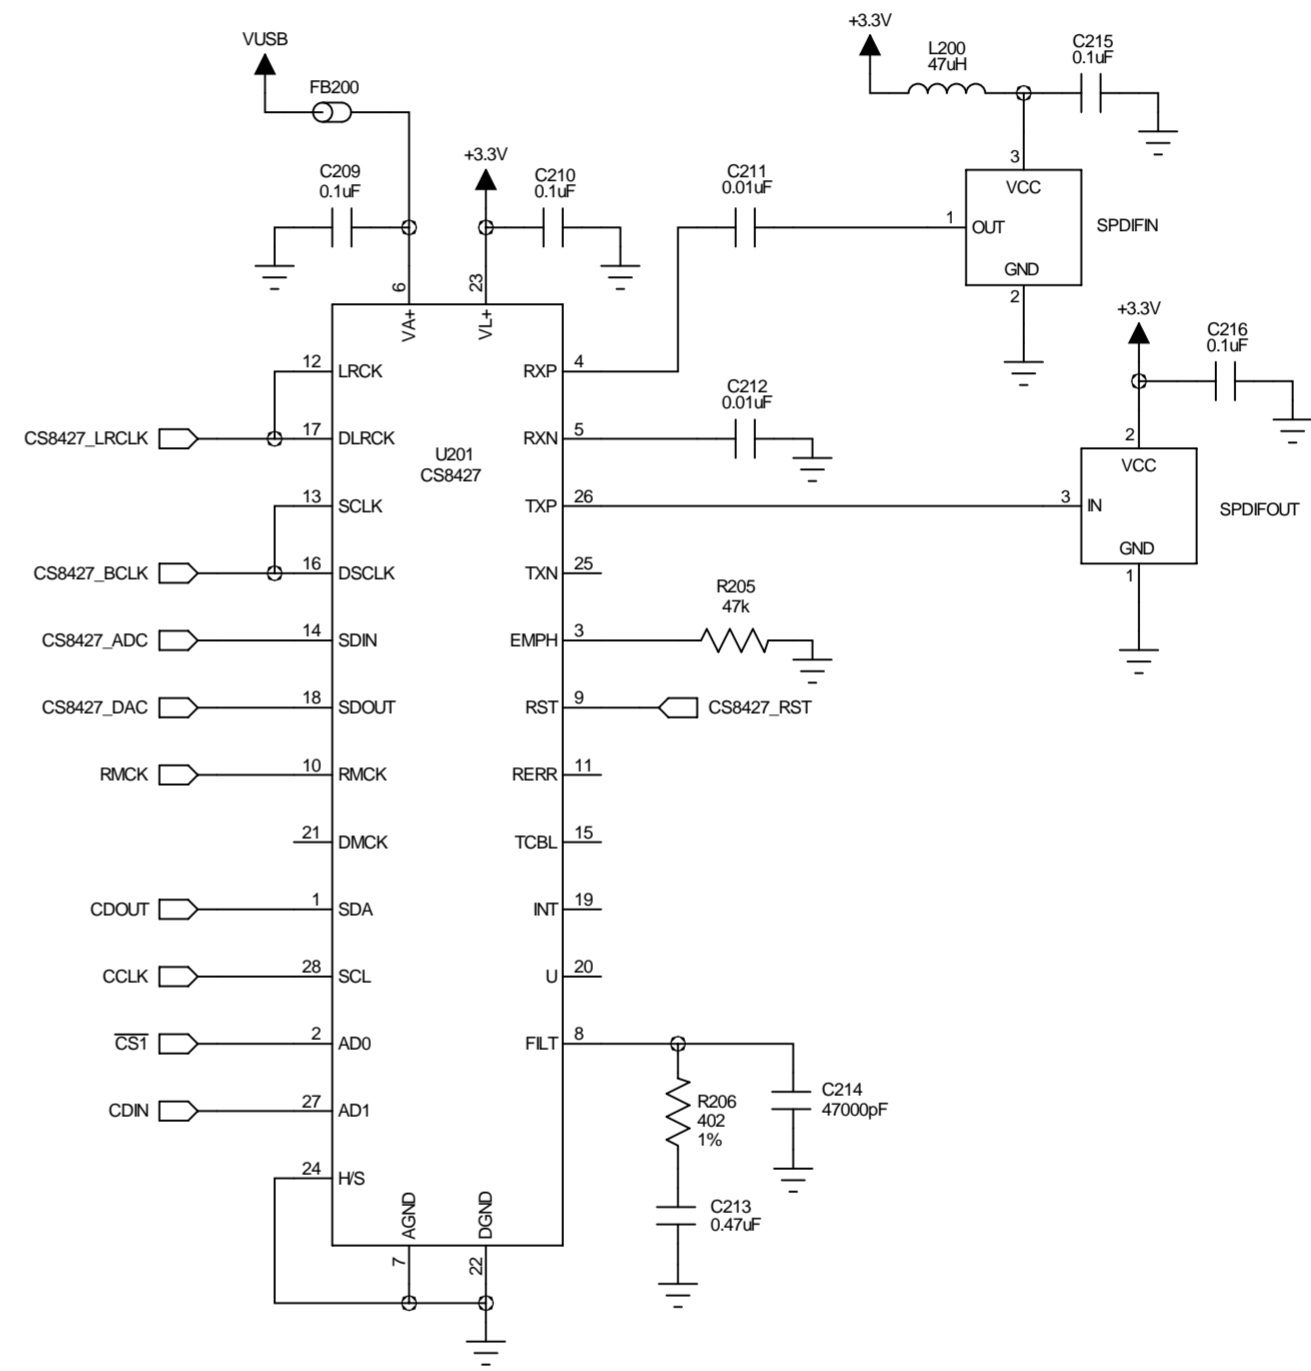 +3.3V
VUSB
L200
47uH
C215
0.1uF
FB200
+3.3V
C209
0.1uF
C210
0.1uF
C211
0.01uF
3
VCC
1
OUT
SPDIFIN
GND
2
6
23
VA+
VL+
+3.3V
C216
0.1uF
12
LRCK
RXP
4
C212
0.01uF
CS8427_LRCLK
17
DLRCK
RXN
5
U201
CS8427
2
VCC
13
SCLK
TXP
26
3
IN
SPDIFOUT
GND
1
CS8427_BCLK
16
DSCLK
TXN
25
R205
47k
CS8427_ADC
14
SDIN
EMPH
3
CS8427_DAC
18
SDOUT
RST
9
CS8427_RST
RMCK
10
RMCK
RERR
11
21
DMCK
TCBL
15
CDOUT
1
SDA
INT
19
CCLK
28
SCL
U
20
CS1
2
AD0
FILT
8
C214
47000pF
R206
402
1%
CDIN
27
AD1
24
H/S
C213
0.47uF
AGND
DGND
7
22